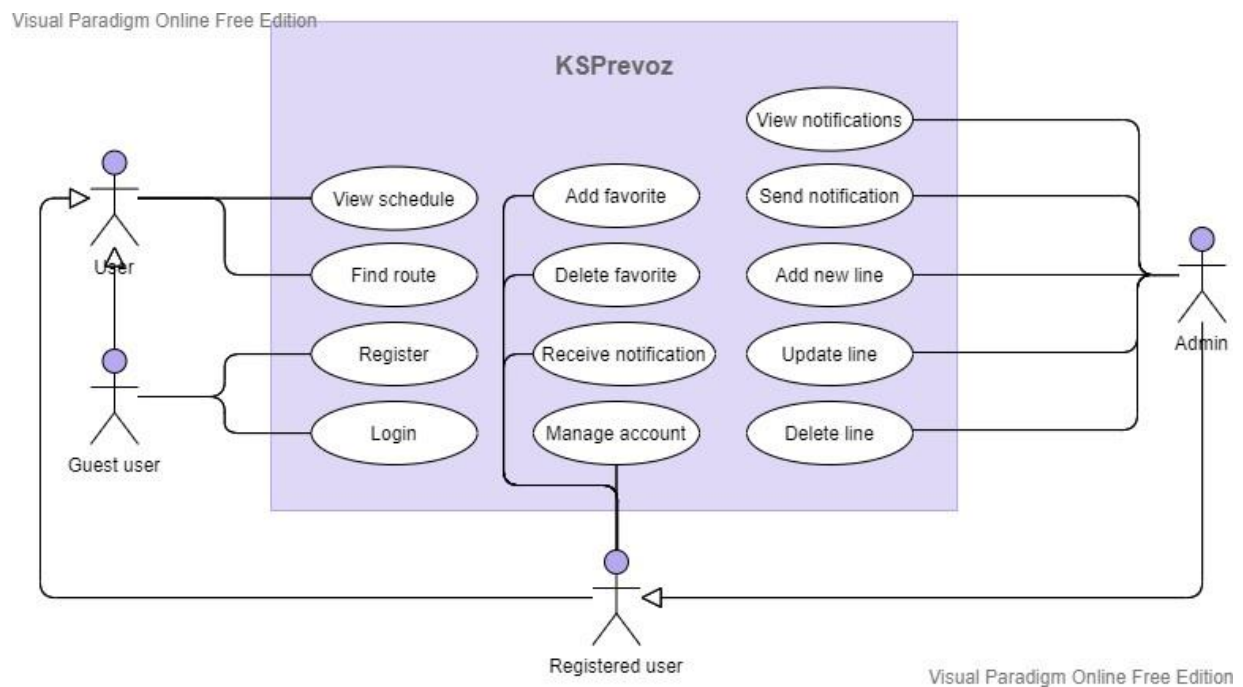 Visual Paradigm Online Free Edition
KSPrevoz
View notifications
View schedule
Add favorite
Send notification
User
Find route
Delete favorite
Add new line
Register
Receive notification
Update line
Admin
Guest user
Login
Manage account
Delete line
Registered user
Visual Paradigm Online Free Edition